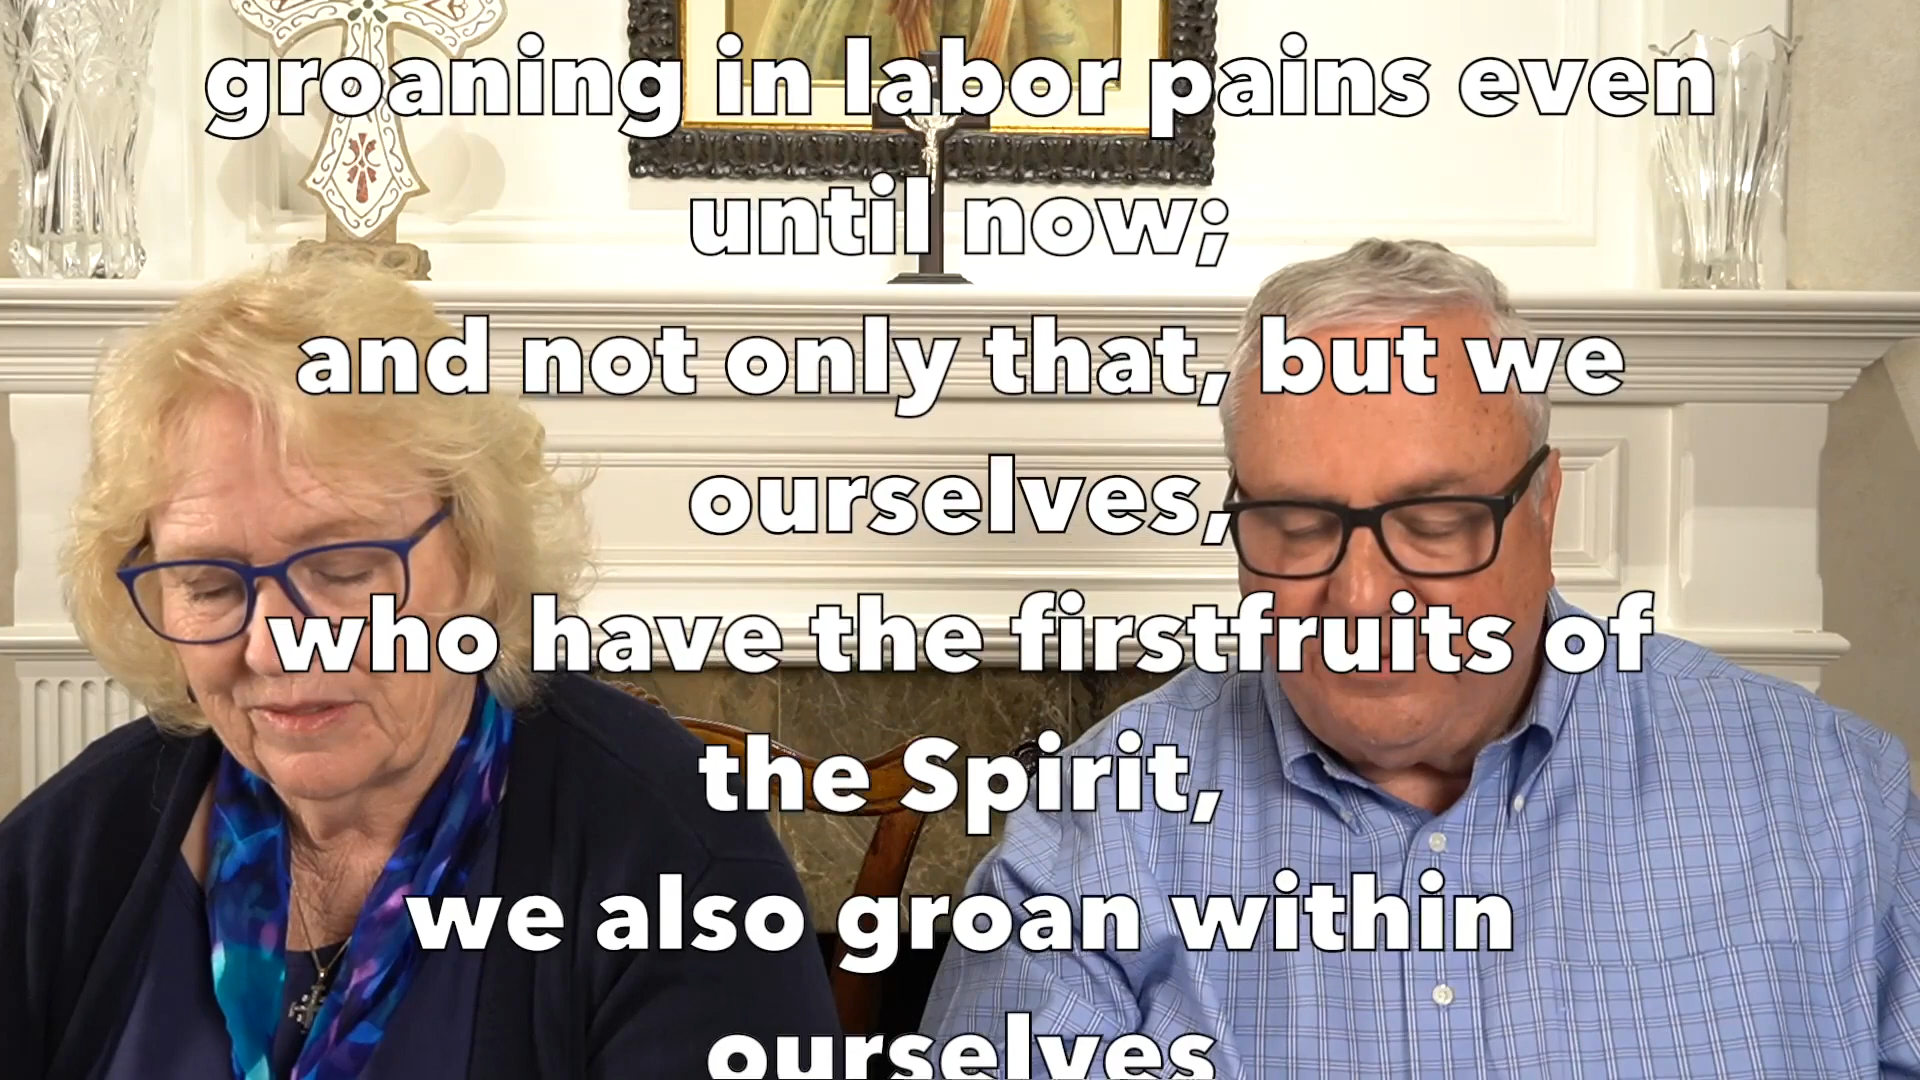 groaning in labor pains even
until now;
and not only that, but we
ourselves,
who have the firstfruits of
the Spirit,
we also groan within
ourselves